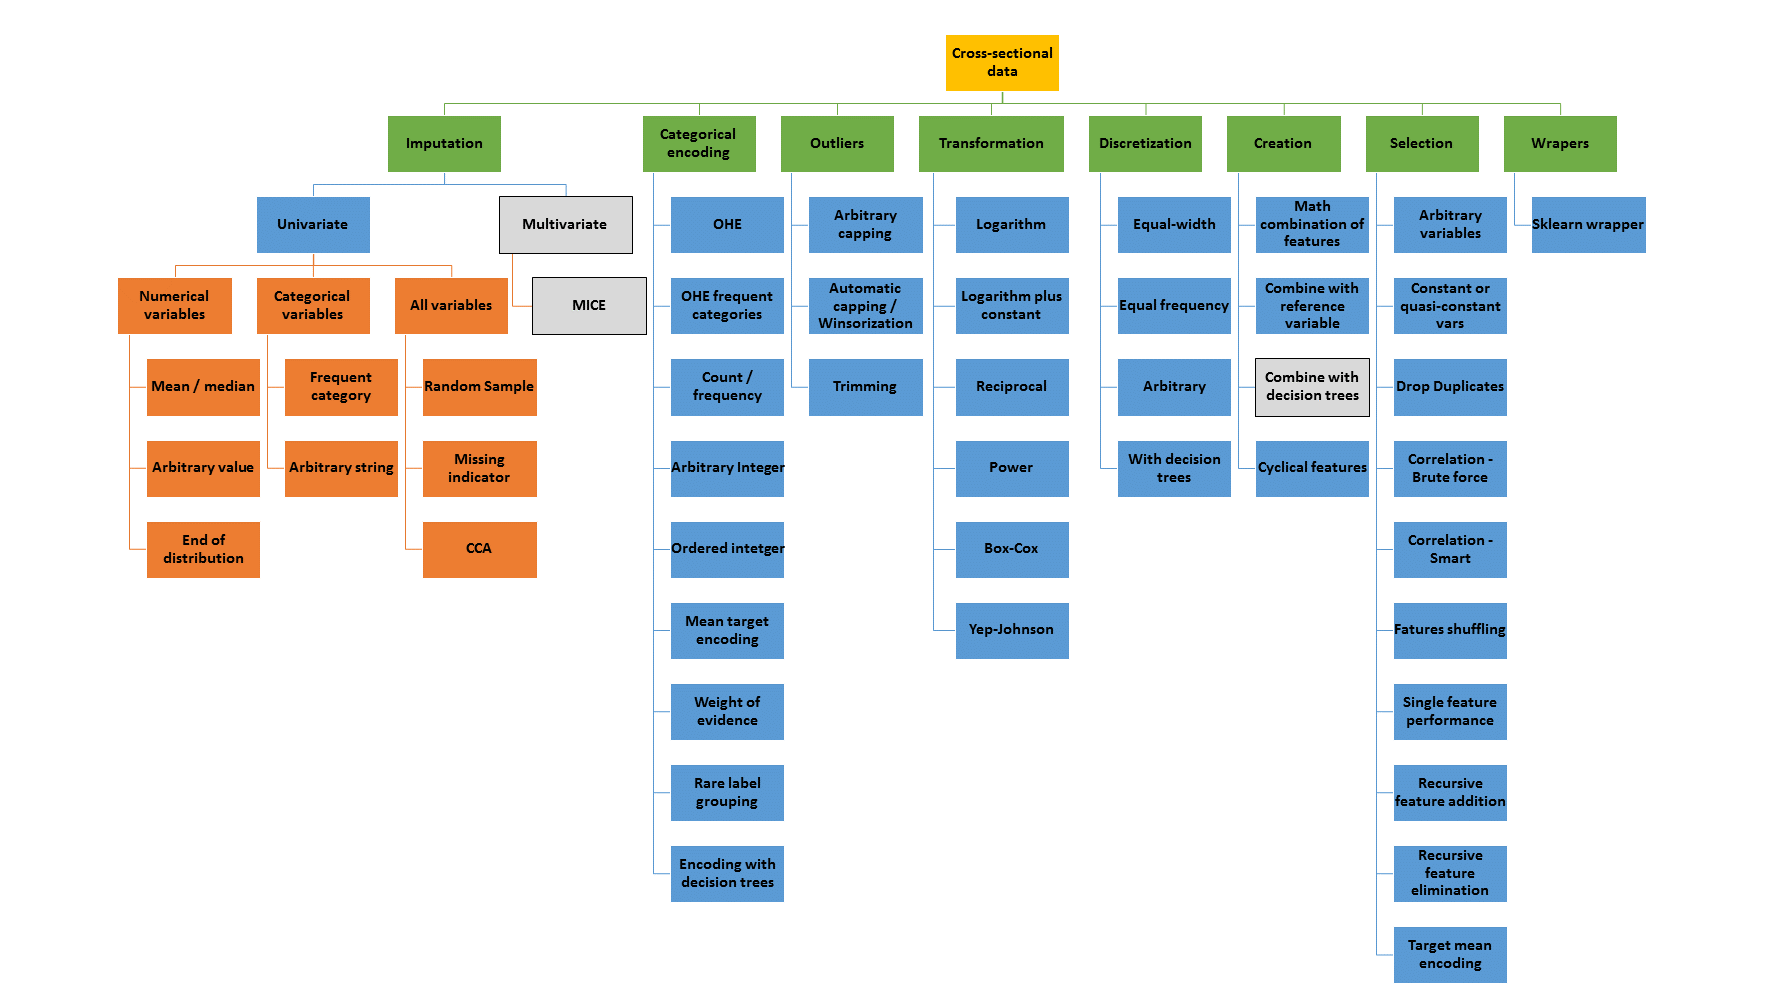 Cross-sectional
data
Imputation
Categorical
encoding
Outliers
Transformation
Discretization
Creation
Selection
Wrapers
Univariate
Multivariate
OHE
Arbitrary
capping
Logarithm
Equal-width
Math
combination of
features
Arbitrary
variables
Sklearn wrapper
Numerical
variables
Categorical
variables
All variables
MICE
OHE frequent
categories
Automatic
capping /
Winsorization
Logarithm plus
constant
Equal frequency
Combine with
reference
variable
Constant or
quasi-constant
vars
Mean / median
Frequent
category
Random Sample
Count /
frequency
Trimming
Reciprocal
Arbitrary
Combine with
decision trees
Drop Duplicates
Arbitrary value
Arbitrary string
Missing
indicator
Arbitrary Integer
Power
With decision
trees
Cyclical features
Correlation -
Brute force
End of
distribution
CCA
Ordered intetger
Box-Cox
Correlation -
Smart
Mean target
encoding
Yep-Johnson
Fatures shuffling
Weight of
evidence
Single feature
performance
Rare label
grouping
Recursive
feature addition
Encoding with
decision trees
Recursive
feature
elimination
Target mean
encoding